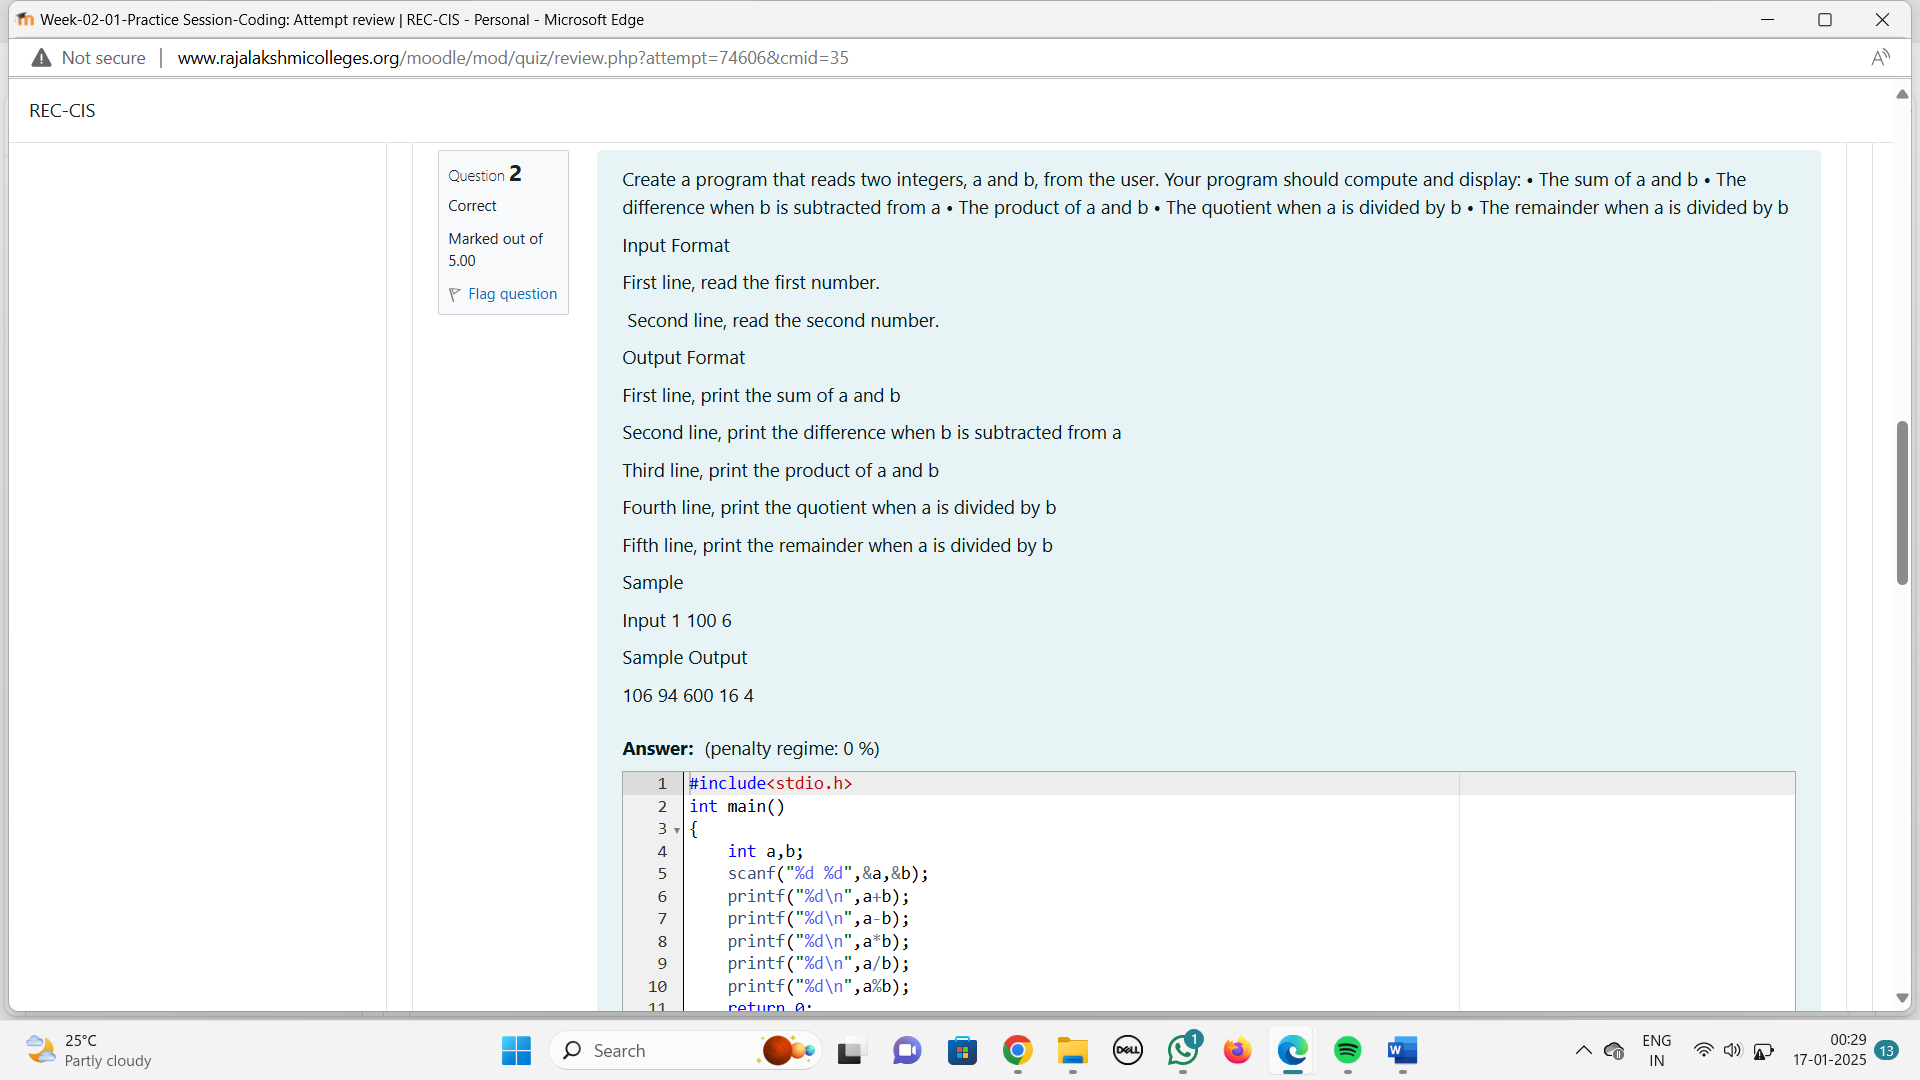 Week-02-01-Practice Session-Coding: Attempt review | REC-CIS - Personal - Microsoft Edge
Not secure | www.rajalakshmicolleges.org/moodle/mod/quiz/review.php?attempt=74606&cmid=35
REC-CIS
Question 2
Correct
Marked out of
5.00
Flag question
Create a program that reads two integers, a and b, from the user. Your program should compute and display: • The sum of a and b • The
difference when b is subtracted from a • The product of a and b • The quotient when a is divided by b • The remainder when a is divided by b
Input Format
First line, read the first number.
Second line, read the second number.
Output Format
First line, print the sum of a and b
Second line, print the difference when b is subtracted from a
Third line, print the product of a and b
Fourth line, print the quotient when a is divided by b
Fifth line, print the remainder when a is divided by b
Sample
Input 1 100 6
Sample Output
106 94 600 16 4
Answer: (penalty regime: 0 %)
1 #include<stdio.h>
2 int main()
3 {
4 int a,b;
5 scanf("%d %d",&a,&b);
6 printf("%d\n",a+b);
7 printf("%d\n",a-b);
8 printf("%d\n",a*b);
9 printf("%d\n",a/b);
10 printf("%d\n",a%b);
11 return 0;
25°C
Partly cloudy
Search
DELL
1
W
ENG
IN
00:29
17-01-2025
13